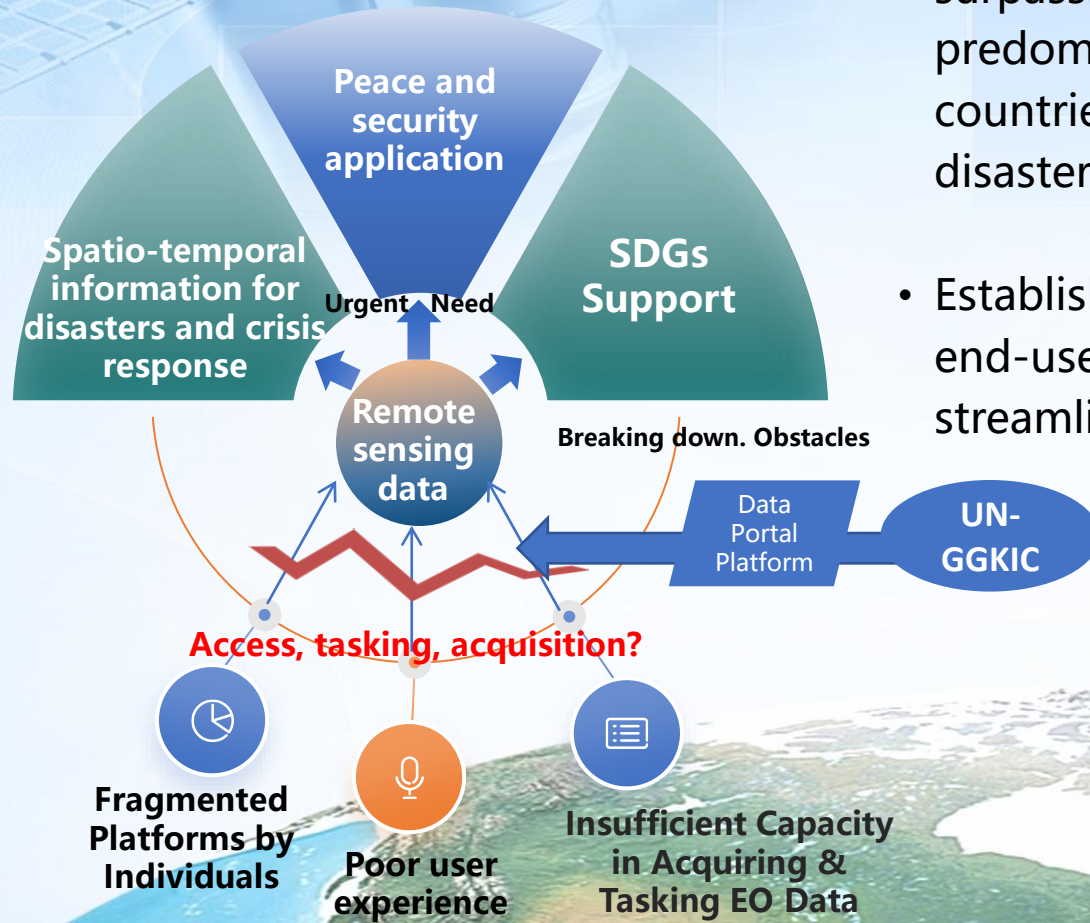 Peace and
security
application
Spatio-temporal
information for
disasters and crisis
response
SDGs
Support
Urgent Need
Remote
sensing
data
Breaking down. Obstacles
Data
Portal
Platform
UN-
GGKIC
Access, tasking, acquisition?
Fragmented
Platforms by
Individuals
Poor user
experience
Insufficient Capacity
in Acquiring &
Tasking EO Data
surpass
predom
countrie
disaster
• Establis
end-use
streamli